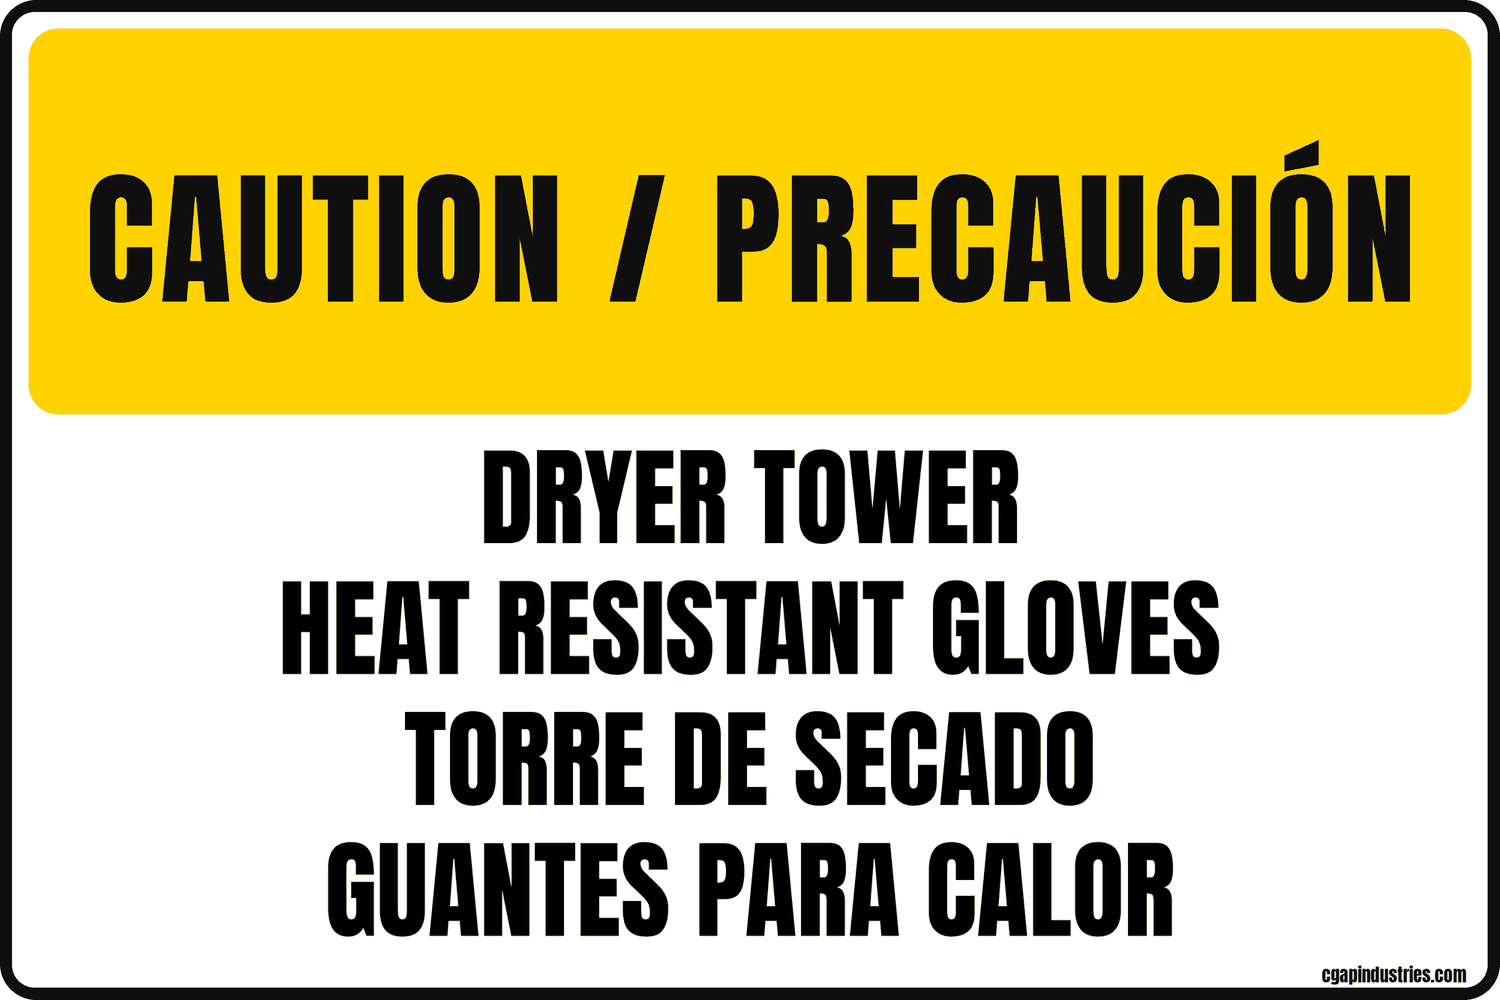 CAUTION / PRECAUCIÓN
DRYER TOWER
HEAT RESISTANT GLOVES
TORRE DE SECADO
GUANTES PARA CALOR
cgapindustries.com